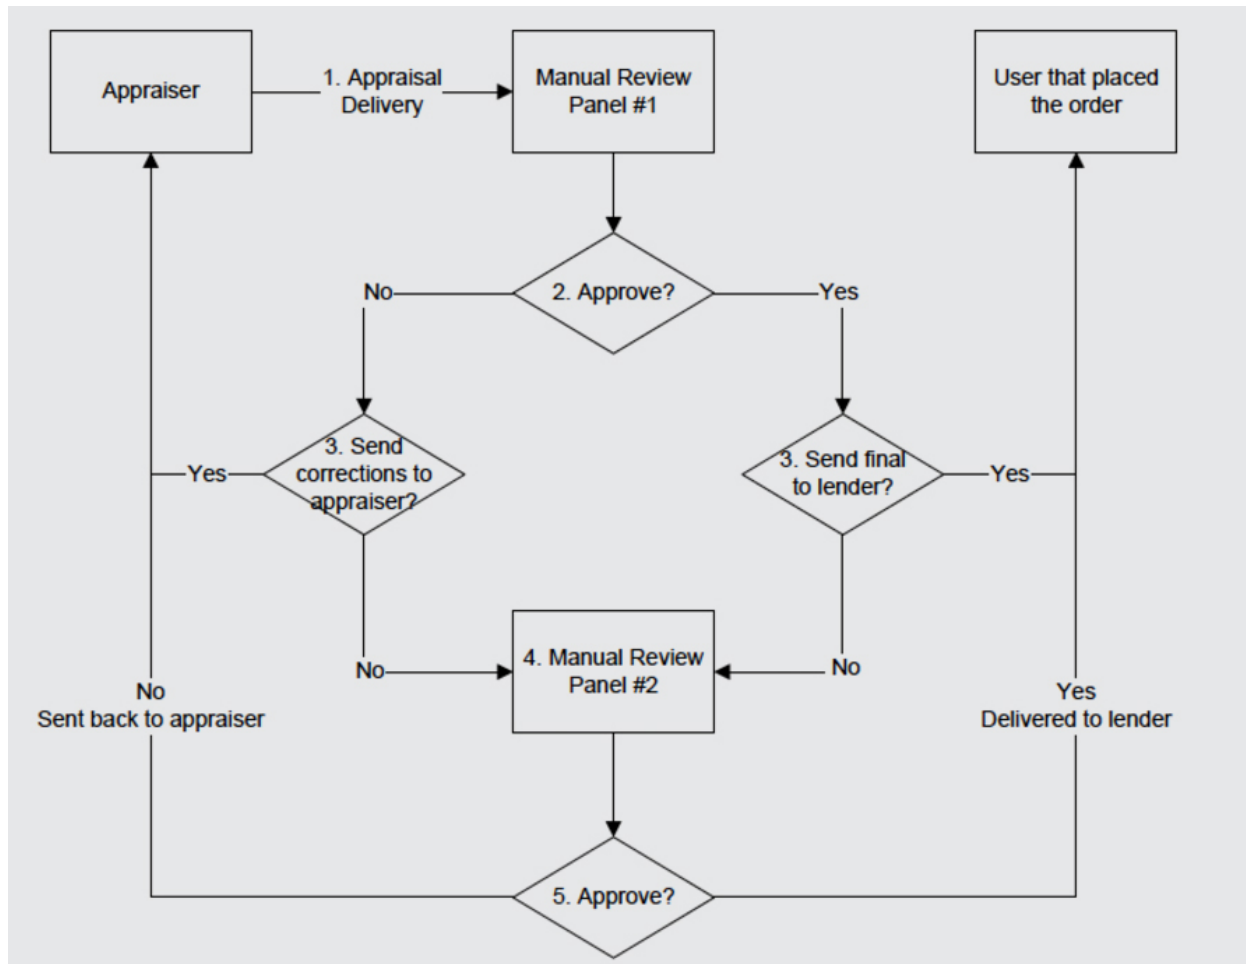 Appraiser
1. Appraisal
Delivery
Manual Review
Panel #1
User that placed
the order
2. Approve?
No
Yes
3. Send
corrections to
appraiser?
Yes
3. Send final
to lender?
Yes
No
4. Manual Review
Panel #2
No
No
Sent back to appraiser
Yes
Delivered to lender
5. Approve?